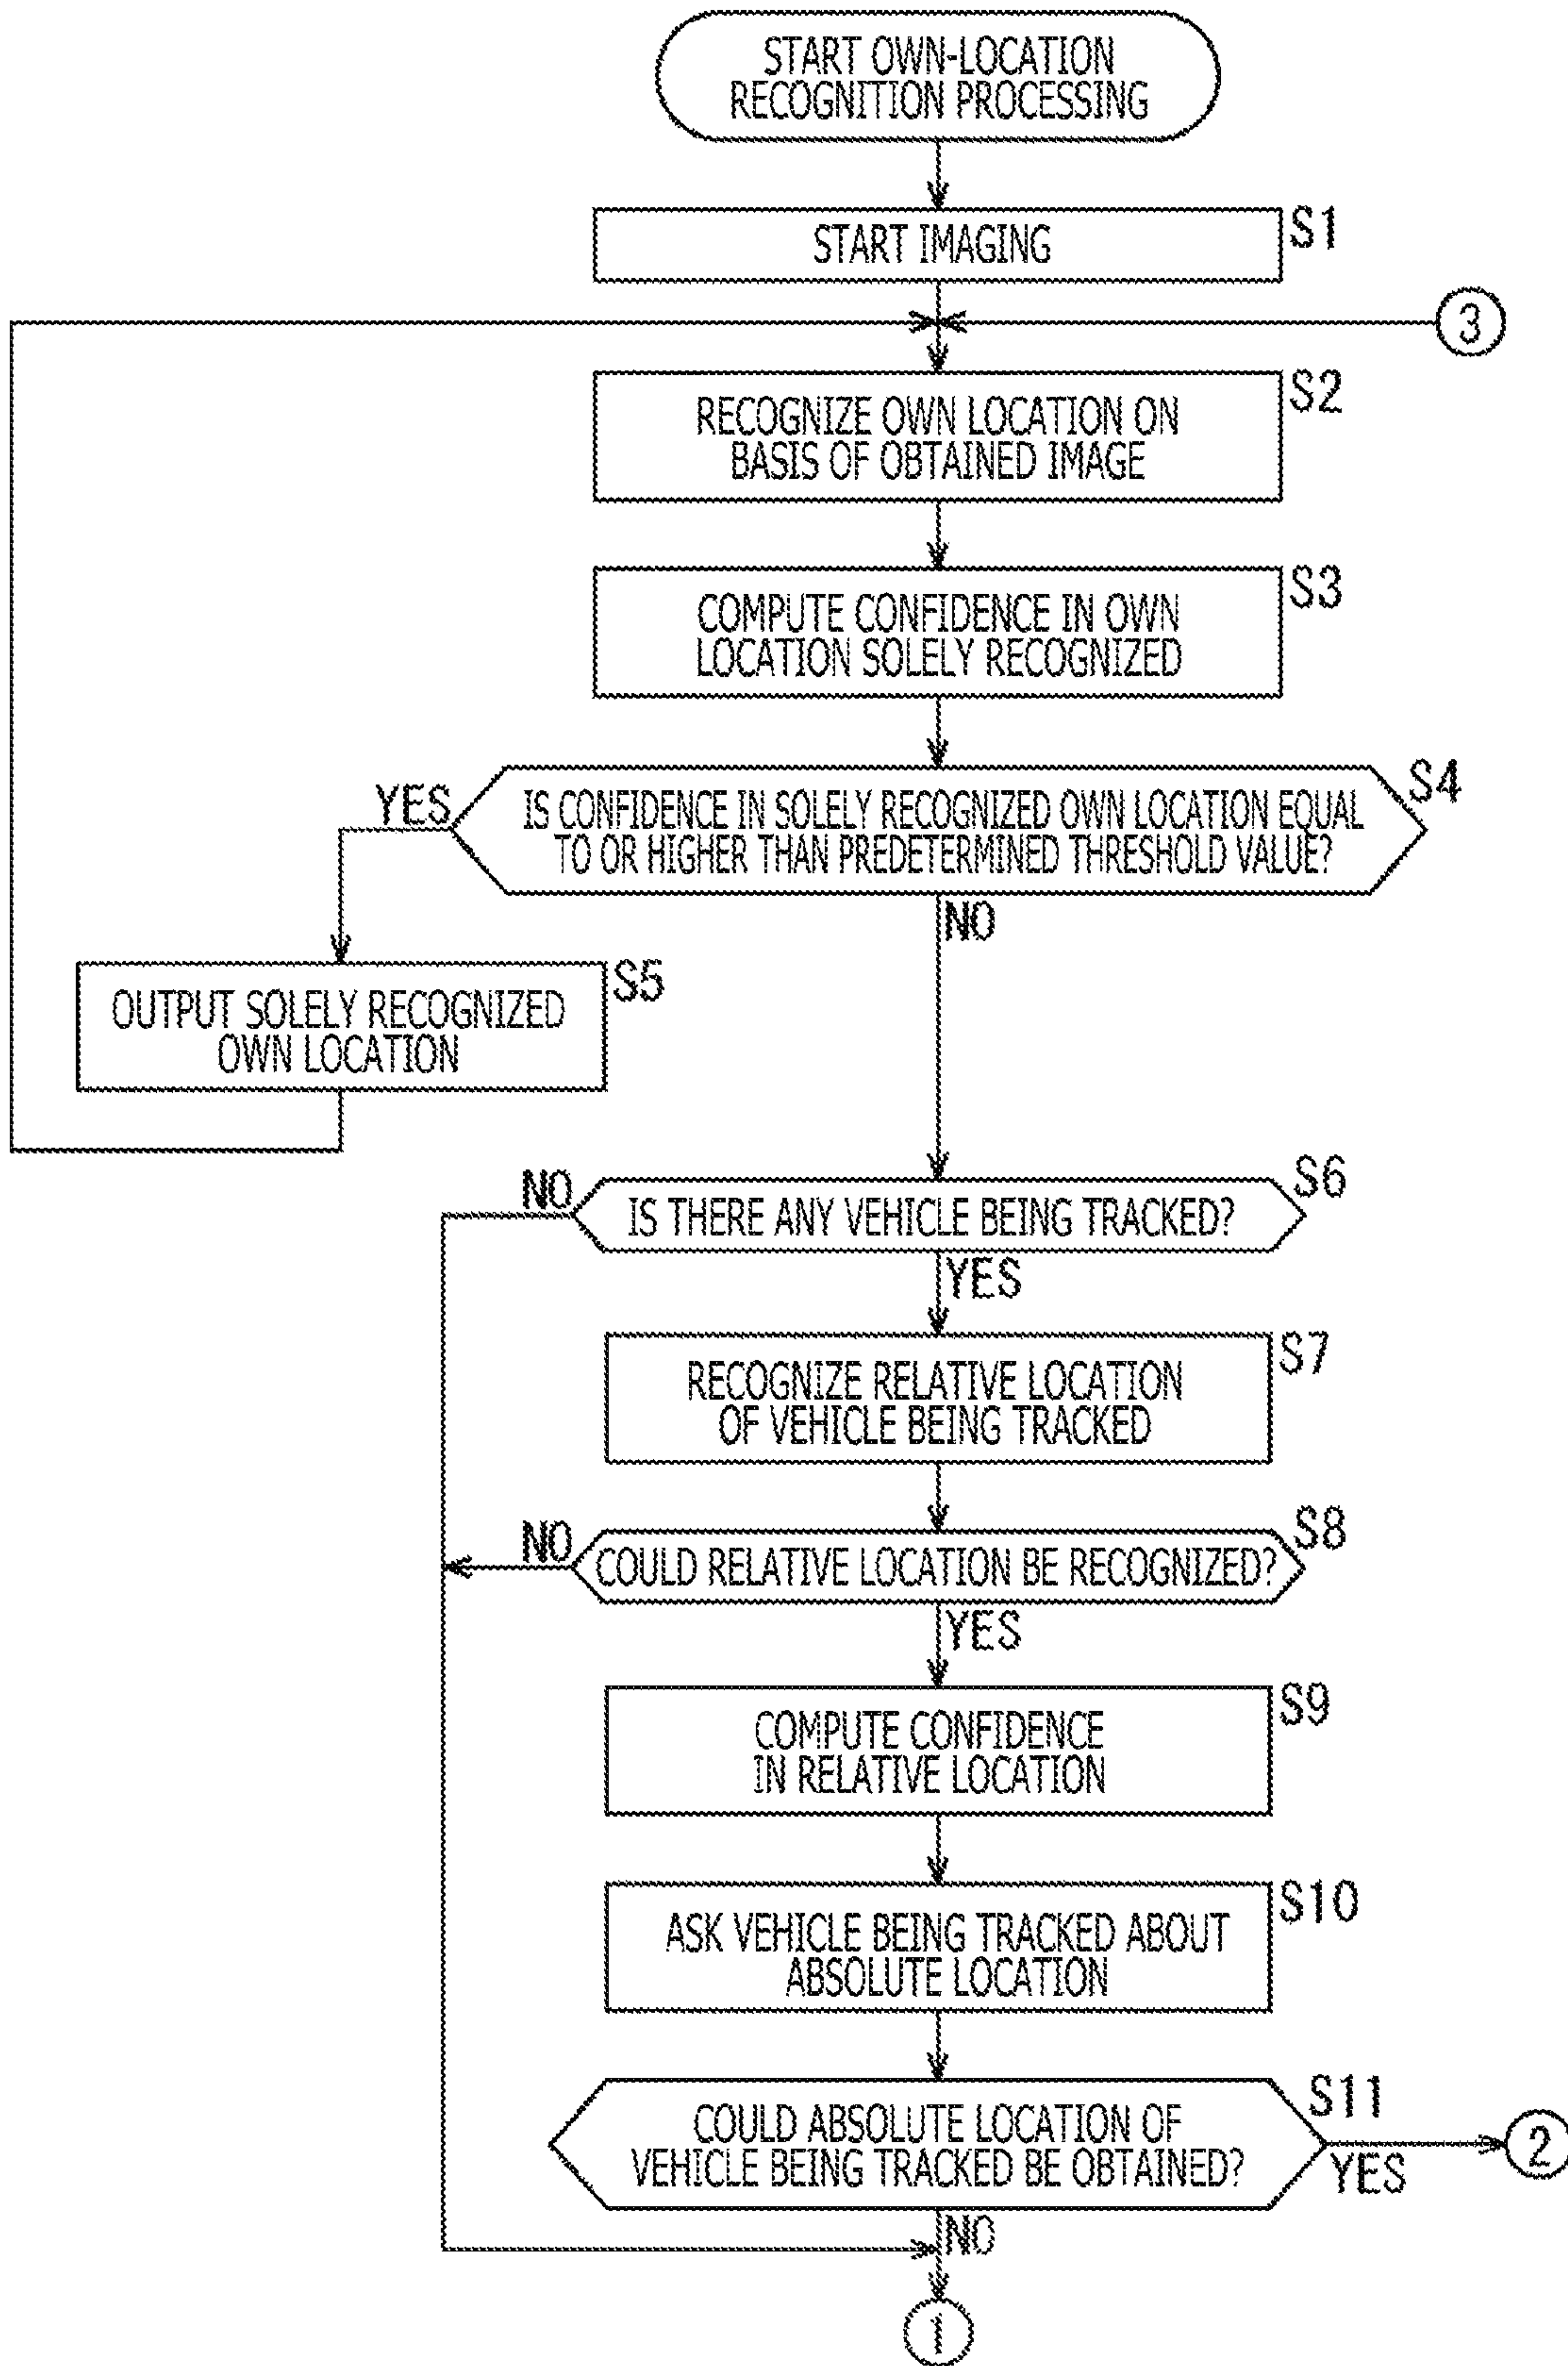 START OWN-LOCATION
RECOGNITION PROCESSING
START IMAGING
S1
3
RECOGNIZE OWN LOCATION ON
BASIS OF OBTAINED IMAGE
S2
COMPUTE CONFIDENCE IN OWN
LOCATION SOLELY RECOGNIZED
S3
YES
IS CONFIDENCE IN SOLELY RECOGNIZED OWN LOCATION EQUAL
TO OR HIGHER THAN PREDETERMINED THRESHOLD VALUE?
S4
NO
OUTPUT SOLELY RECOGNIZED
OWN LOCATION
S5
NO
IS THERE ANY VEHICLE BEING TRACKED?
S6
YES
RECOGNIZE RELATIVE LOCATION
OF VEHICLE BEING TRACKED
S7
NO
COULD RELATIVE LOCATION BE RECOGNIZED?
S8
YES
COMPUTE CONFIDENCE
IN RELATIVE LOCATION
S9
ASK VEHICLE BEING TRACKED ABOUT
ABSOLUTE LOCATION
S10
COULD ABSOLUTE LOCATION OF
VEHICLE BEING TRACKED BE OBTAINED?
S11
YES
2
NO
1